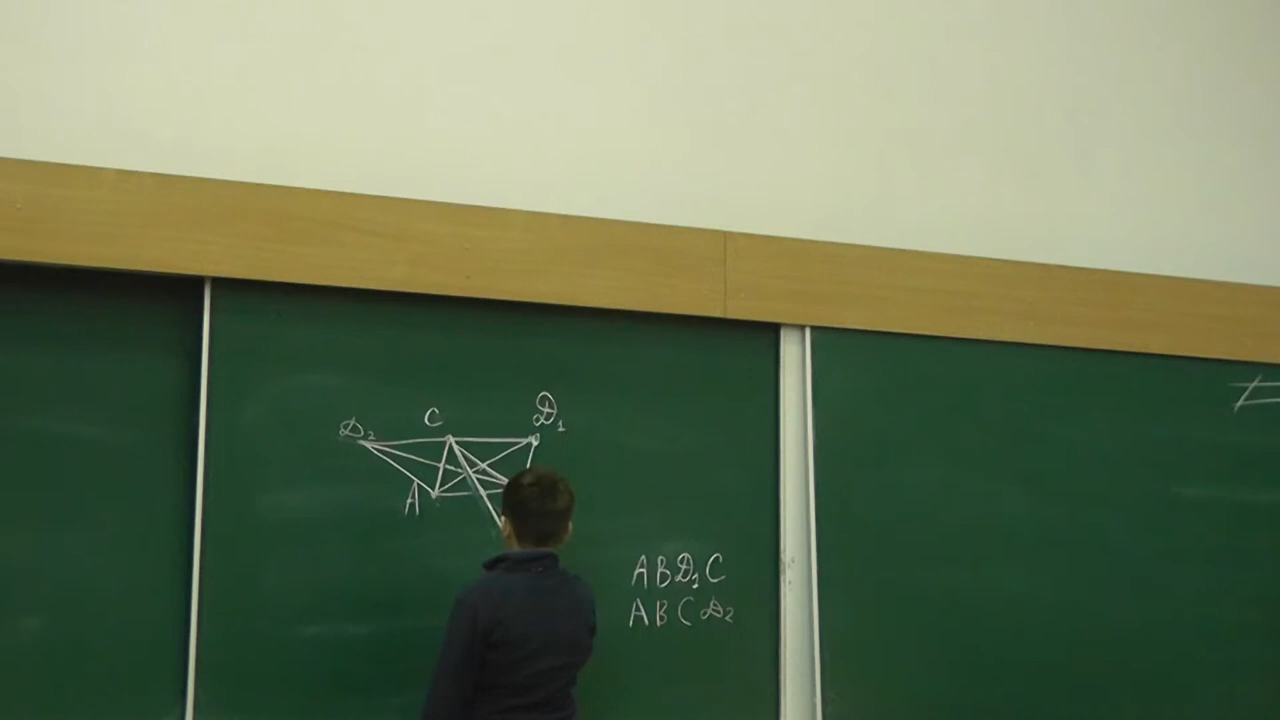 D₂ C D₁
A
ABD₁C
ABCD₂